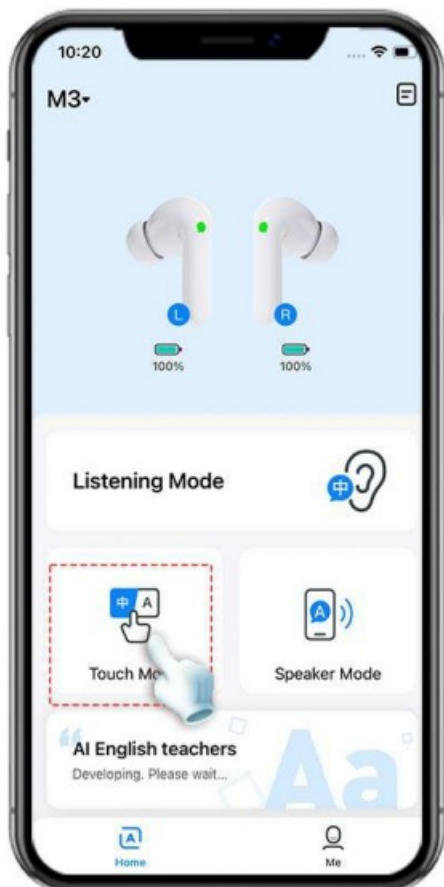 10:20
M3
L
R
100%
100%
Listening Mode
中
中 A
A
Touch Mo
Speaker Mode
“
AI English teachers
Developing. Please wait...
Aa
A
Home
Me